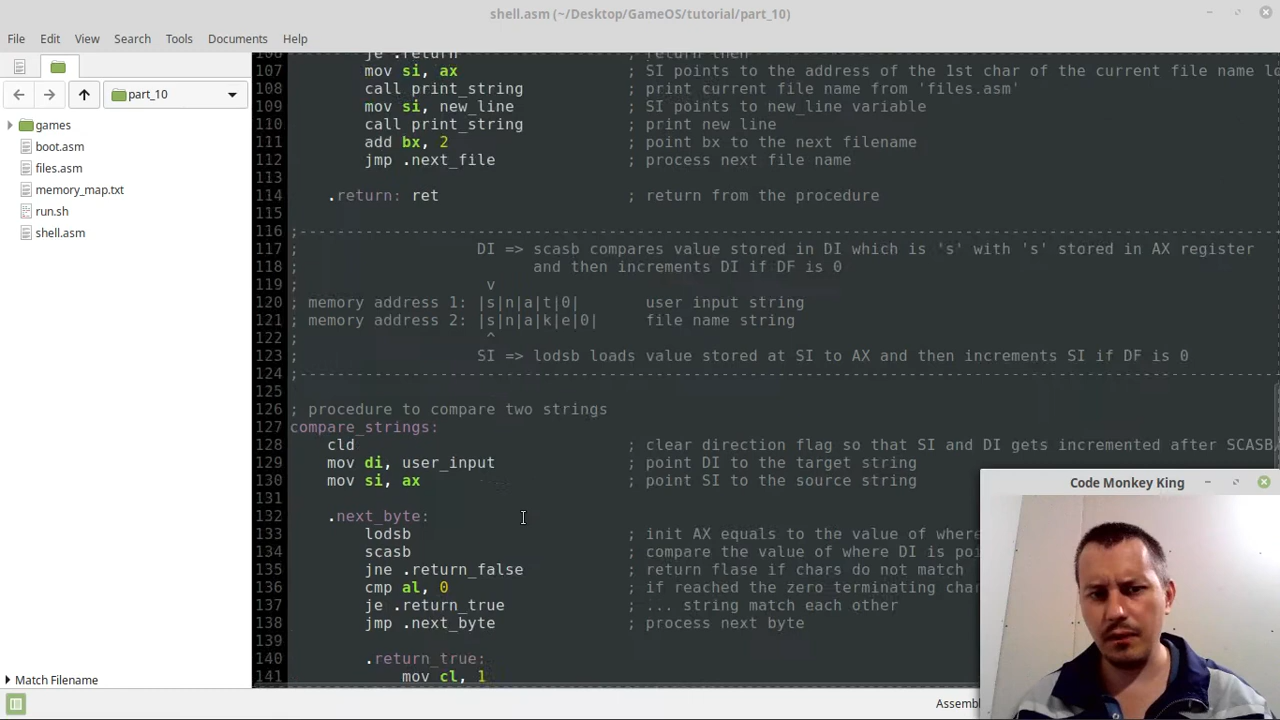 shell.asm (~/Desktop/GameOS/tutorial/part_10)
File Edit View Search Tools Documents Help
part_10
games
boot.asm
files.asm
memory_map.txt
run.sh
shell.asm
Match Filename
106 je .return ; return then
107 mov si, ax ; SI points to the address of the 1st char of the current file name lo
108 call print_string ; print current file name from 'files.asm'
109 mov si, new_line ; SI points to new_line variable
110 call print_string ; print new line
111 add bx, 2 ; point bx to the next filename
112 jmp .next_file ; process next file name
113
114 .return: ret ; return from the procedure
115
116 ;-----------------------------------------------------------------------------------------------------------
117 ; DI => scasb compares value stored in DI which is 's' with 's' stored in AX register
118 ; and then increments DI if DF is 0
119 ; v
120 ; memory address 1: |s|n|a|t|0| user input string
121 ; memory address 2: |s|n|a|k|e|0| file name string
122 ; ^
123 ; SI => lodsb loads value stored at SI to AX and then increments SI if DF is 0
124 ;-----------------------------------------------------------------------------------------------------------
125
126 ; procedure to compare two strings
127 compare_strings:
128 cld ; clear direction flag so that SI and DI gets incremented after SCASB
129 mov di, user_input ; point DI to the target string
130 mov si, ax ; point SI to the source string
131
132 .next_byte:
133 lodsb ; init AX equals to the value of where
134 scasb ; compare the value of where DI is poi
135 jne .return_false ; return flase if chars do not match
136 cmp al, 0 ; if reached the zero terminating char
137 je .return_true ; ... string match each other
138 jmp .next_byte ; process next byte
139
140 .return_true:
141 mov cl, 1
Code Monkey King
Assembl